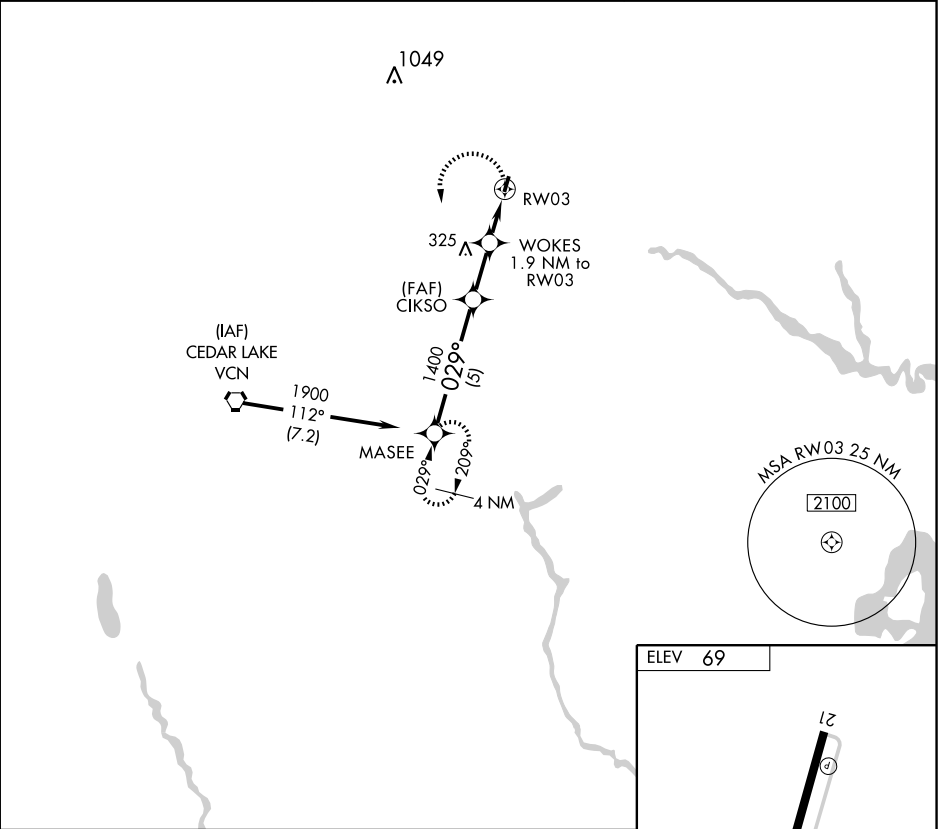 1049
RW03
325
WOKES
1.9 NM to
RW03
(FAF)
CIKSO
(IAF)
CEDAR LAKE
VCN
1400
029°
(5)
1900
112°
(7.2)
MASEE
029°
209°
4 NM
MSA RW03 25 NM
2100
ELEV 69
21
P